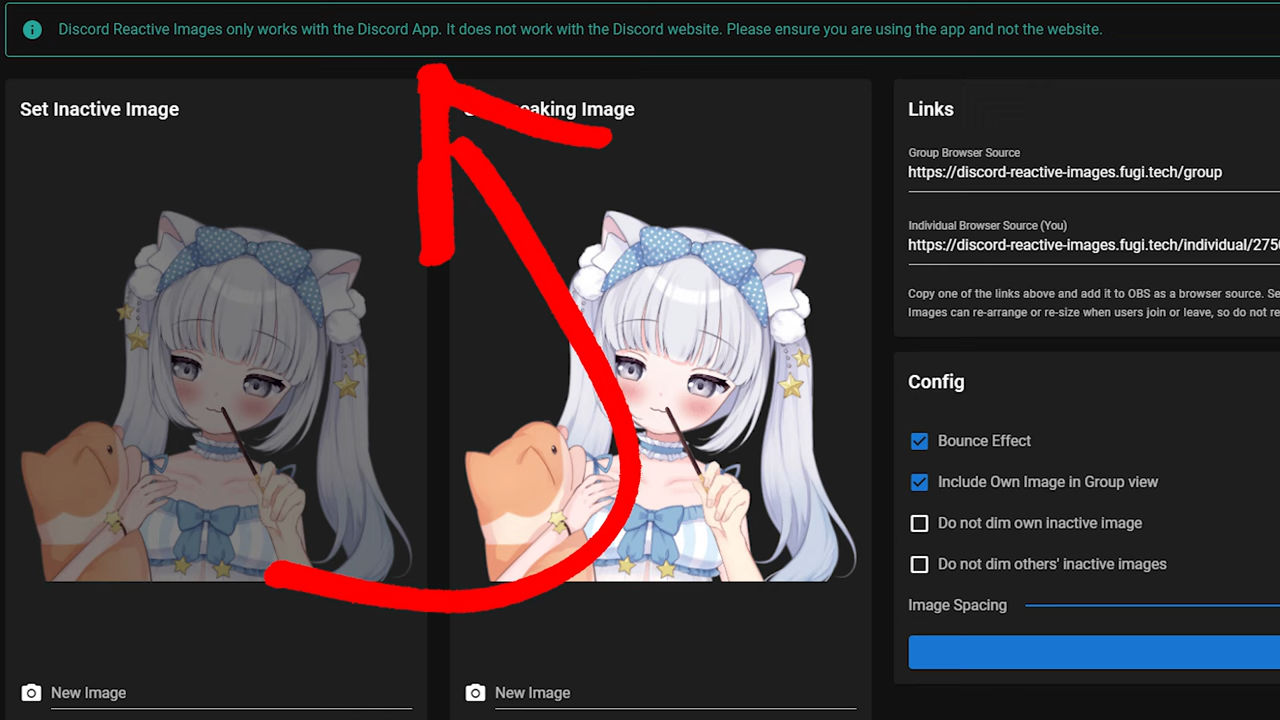 Discord Reactive Images only works with the Discord App. It does not work with the Discord website. Please ensure you are using the app and not the website.
Set Inactive Image
Image
Links
Group Browser Source
https://discord-reactive-images.fugi.tech/group
Individual Browser Source (You)
https://discord-reactive-images.fugi.tech/individual/275
Copy one of the links above and add it to OBS as a browser source.
Images can re-arrange or re-size when users join or leave, so do not
Config
Bounce Effect
Include Own Image in Group view
Do not dim own inactive image
Do not dim others' inactive images
Image Spacing
New Image
New Image